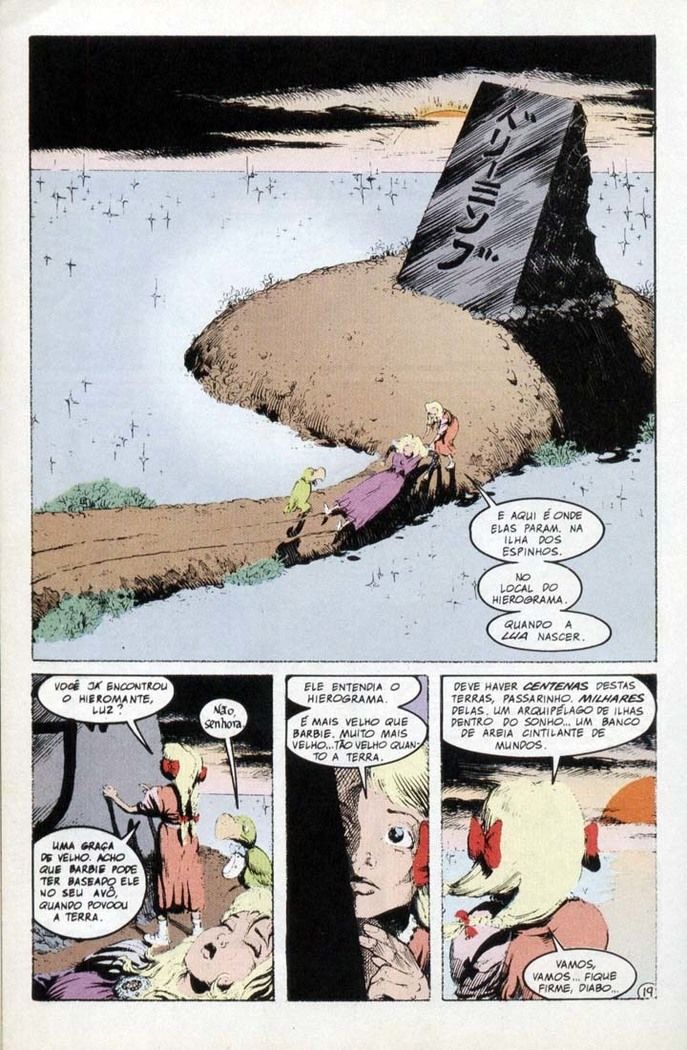 ドリーミング
E AQUI É ONDE
ELAS PARAM. NA
ILHA DOS
ESPINHOS.
NO
LOCAL DO
HIEROGRAMA.
QUANDO A
LUA NASCER.
VOCÊ JÁ ENCONTROU
O HIEROMANTE,
LUZ?
Não,
senhora.
UMA GRAÇA
DE VELHO. ACHO
QUE BARBIE PODE
TER BASEADO ELE
NO SEU AVÔ,
QUANDO POVOOU
A TERRA.
ELE ENTENDIA O
HIEROGRAMA.
É MAIS VELHO QUE
BARBIE. MUITO MAIS
VELHO... TÃO VELHO QUAN-
TO A TERRA.
DEVE HAVER CENTENAS DESTAS
TERRAS, PASSARINHO. MILHARES
DELAS. UM ARQUIPÉLAGO DE ILHAS
DENTRO DO SONHO... UM BANCO
DE AREIA CINTILANTE DE
MUNDOS.
VAMOS,
VAMOS... FIQUE
FIRME, DIABO...
19